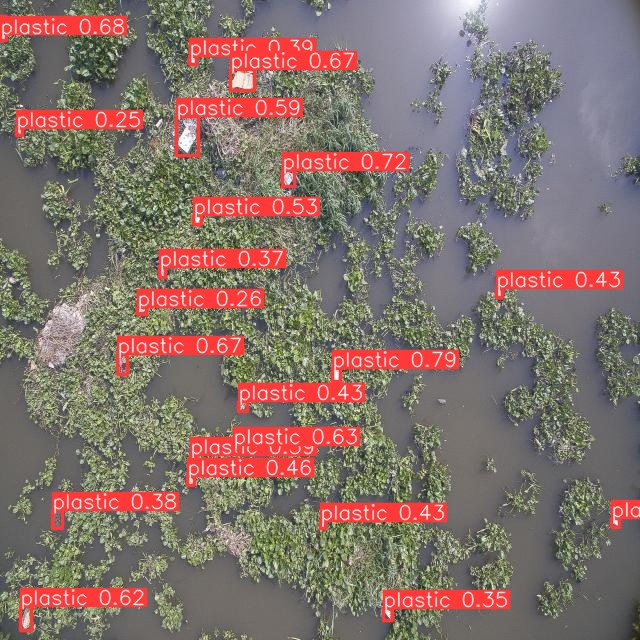 plastic 0.68
plastic 0.39
plastic 0.67
plastic 0.59
plastic 0.25
plastic 0.72
plastic 0.53
plastic 0.37
plastic 0.43
plastic 0.26
plastic 0.67
plastic 0.79
plastic 0.43
plastic 0.63
plastic
plastic 0.46
plastic 0.38
plastic 0.43
pla
plastic 0.62
plastic 0.35